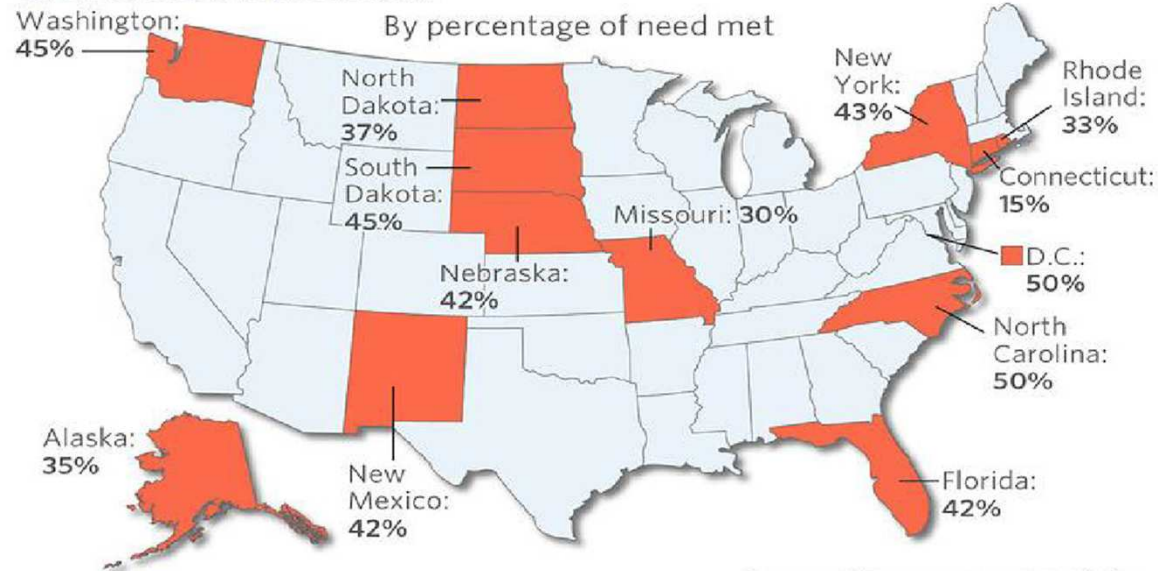 By percentage of need met
Washington:
45%
North
Dakota:
37%
South
Dakota:
45%
Nebraska:
42%
Missouri: 30%
New
York:
43%
Rhode
Island:
33%
Connecticut:
15%
D.C.:
50%
North
Carolina:
50%
Alaska:
35%
New
Mexico:
42%
Florida:
42%